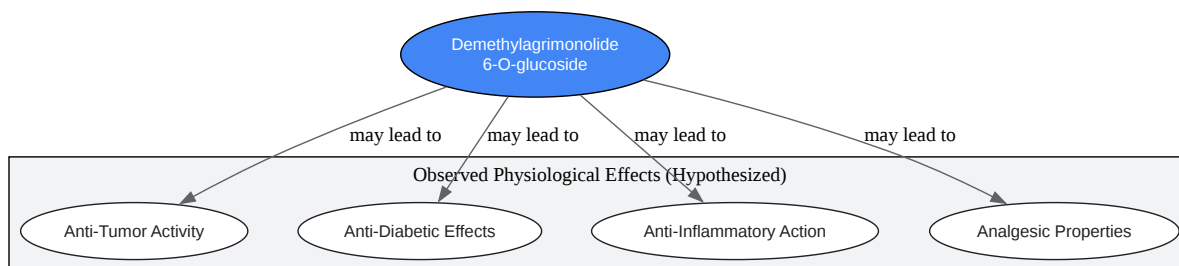 Demethylagrimonolide
6-O-glucoside
may lead to
may lead to
may lead to
may lead to
Observed Physiological Effects (Hypothesized)
Anti-Tumor Activity
Anti-Diabetic Effects
Anti-Inflammatory Action
Analgesic Properties